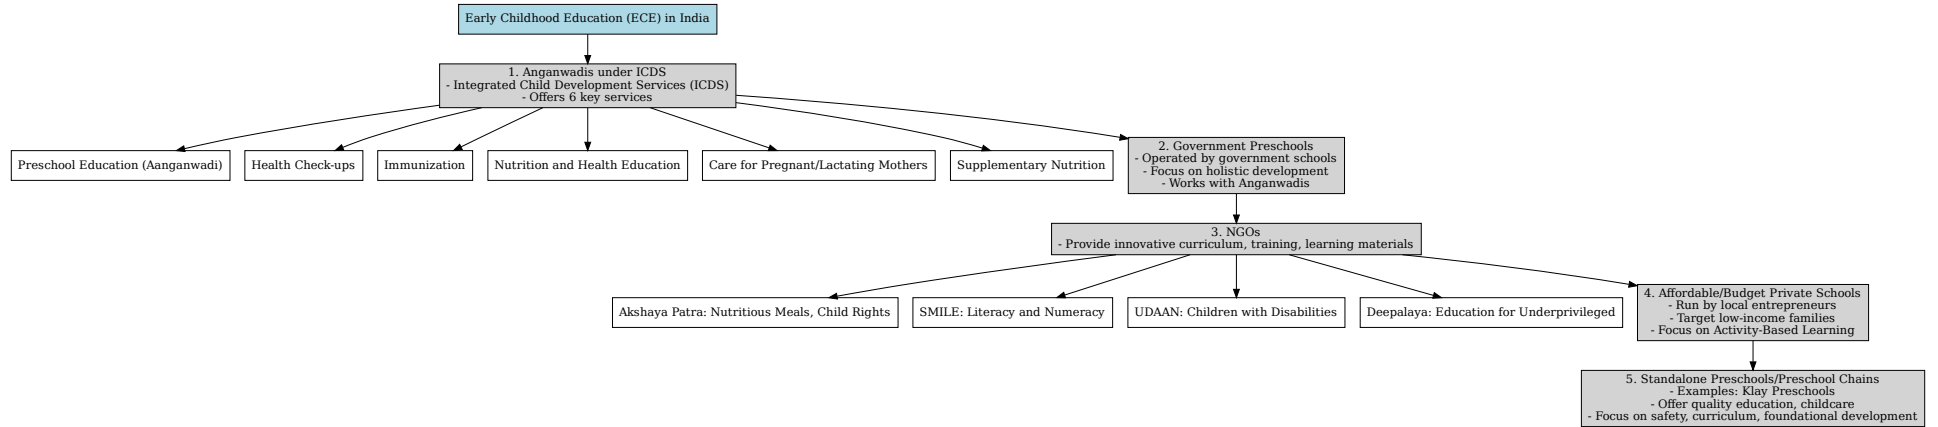 Early Childhood Education (ECE) in India
1. Anganwadis under ICDS
- Integrated Child Development Services (ICDS)
- Offers 6 key services
Preschool Education (Aanganwadi)
Health Check-ups
Immunization
Nutrition and Health Education
Care for Pregnant/Lactating Mothers
Supplementary Nutrition
2. Government Preschools
- Operated by government schools
- Focus on holistic development
- Works with Anganwadis
3. NGOs
- Provide innovative curriculum, training, learning materials
Akshaya Patra: Nutritious Meals, Child Rights
SMILE: Literacy and Numeracy
UDAAN: Children with Disabilities
Deepalaya: Education for Underprivileged
4. Affordable/Budget Private Schools
- Run by local entrepreneurs
- Target low-income families
- Focus on Activity-Based Learning
5. Standalone Preschools/Preschool Chains
- Examples: Klay Preschools
- Offer quality education, childcare
- Focus on safety, curriculum, foundational development